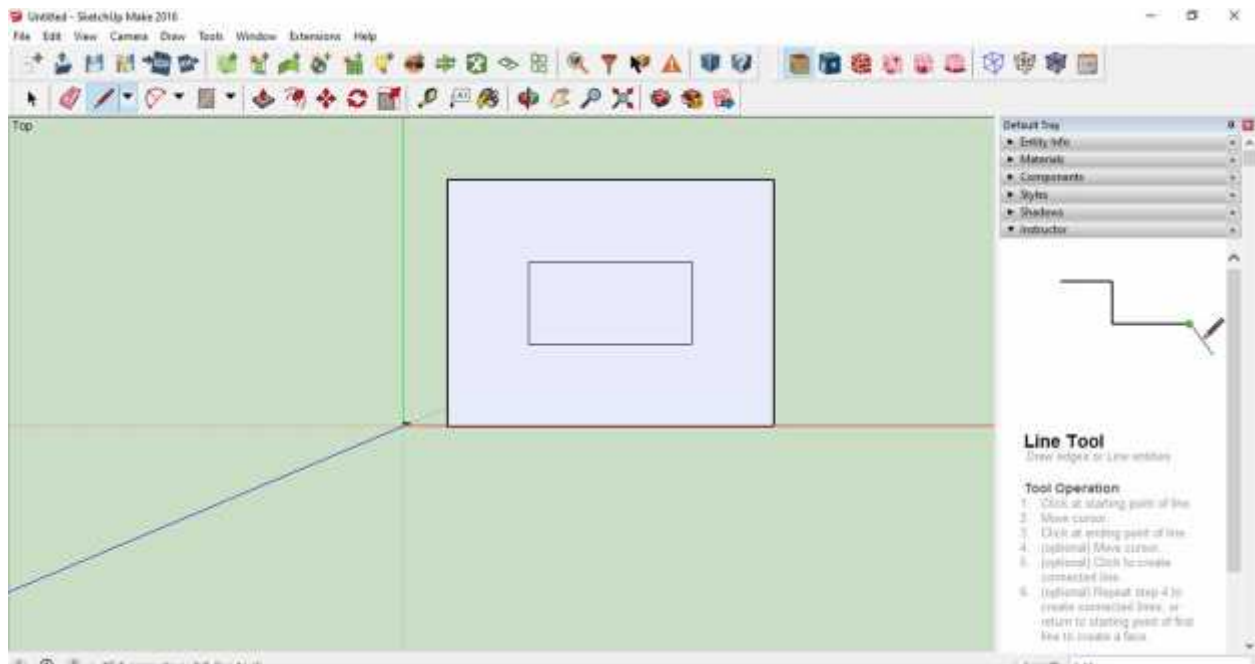 Untitled - SketchUp Make 2016
File Edit View Camera Draw Tools Window Extensions Help
Top
Default Tray
Entity Info
Materials
Components
Styles
Shadows
Instructor
Line Tool
Draw edges or Line entities
Tool Operation
1. Click at starting point of line
2. Move cursor.
3. Click at ending point of line.
4. (optional) Move cursor.
5. (optional) Click to create
connected line.
6. (optional) Repeat step 4 to
create connected lines, or
return to starting point of first
line to create a face.